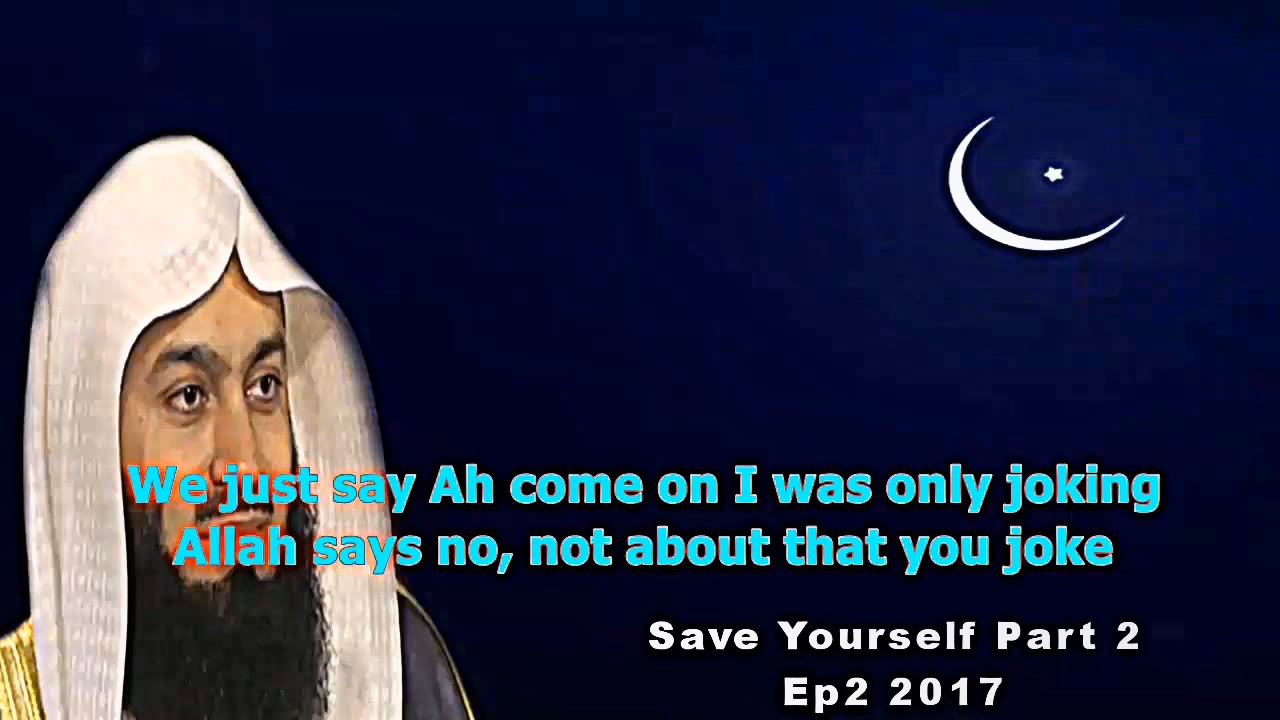 We just say Ah come on I was only joking
Allah says no, not about that you joke
Save Yourself Part 2
Ep2 2017